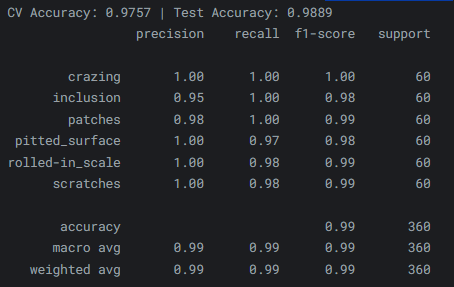 CV Accuracy: 0.9757 | Test Accuracy: 0.9889
precision recall f1-score support
crazing 1.00 1.00 1.00 60
inclusion 0.95 1.00 0.98 60
patches 0.98 1.00 0.99 60
pitted_surface 1.00 0.97 0.98 60
rolled-in_scale 1.00 0.98 0.99 60
scratches 1.00 0.98 0.99 60
accuracy 0.99 360
macro avg 0.99 0.99 0.99 360
weighted avg 0.99 0.99 0.99 360